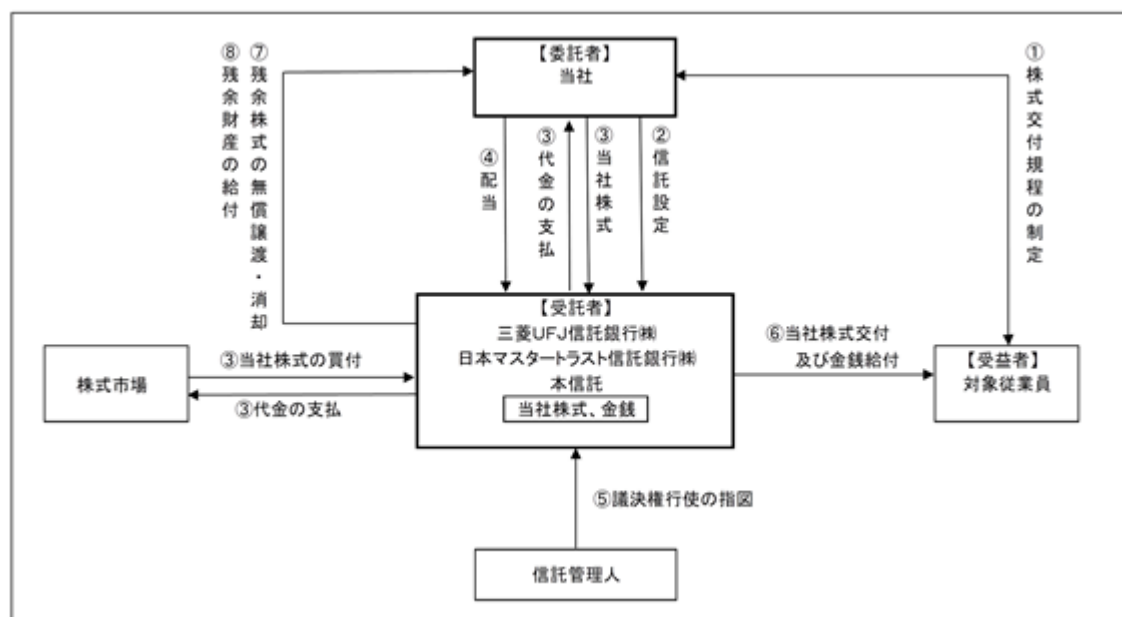 【委託者】
当社
⑧残余財産の給付
⑦残余株式の無償譲渡・消却
④配当
③代金の支払
③当社株式
②信託設定
①株式交付規程の制定
【受託者】
三菱UFJ信託銀行㈱
日本マスタートラスト信託銀行㈱
本信託
当社株式、金銭
株式市場
③当社株式の買付
③代金の支払
⑥当社株式交付
及び金銭給付
【受益者】
対象従業員
⑤議決権行使の指図
信託管理人